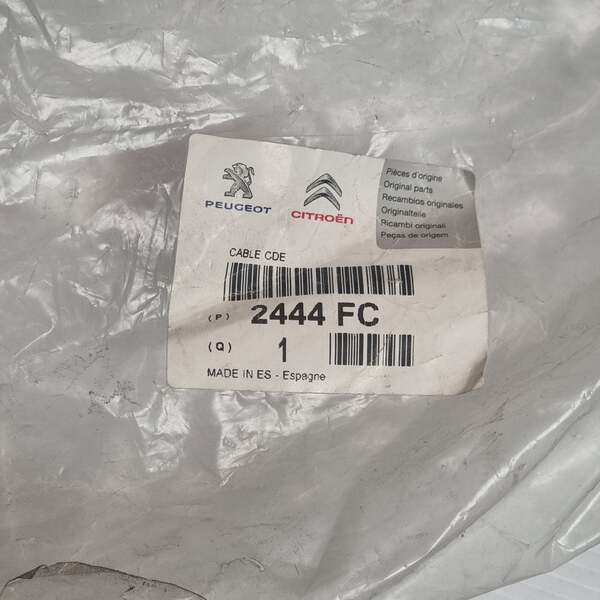 PEUGEOT
CITROËN
Pièces d'origine
Original parts
Recambios originales
Originalteile
Ricambi originali
Peças de origem
CABLE CDE
(P) 2444 FC
(Q) 1
MADE IN ES - Espagne